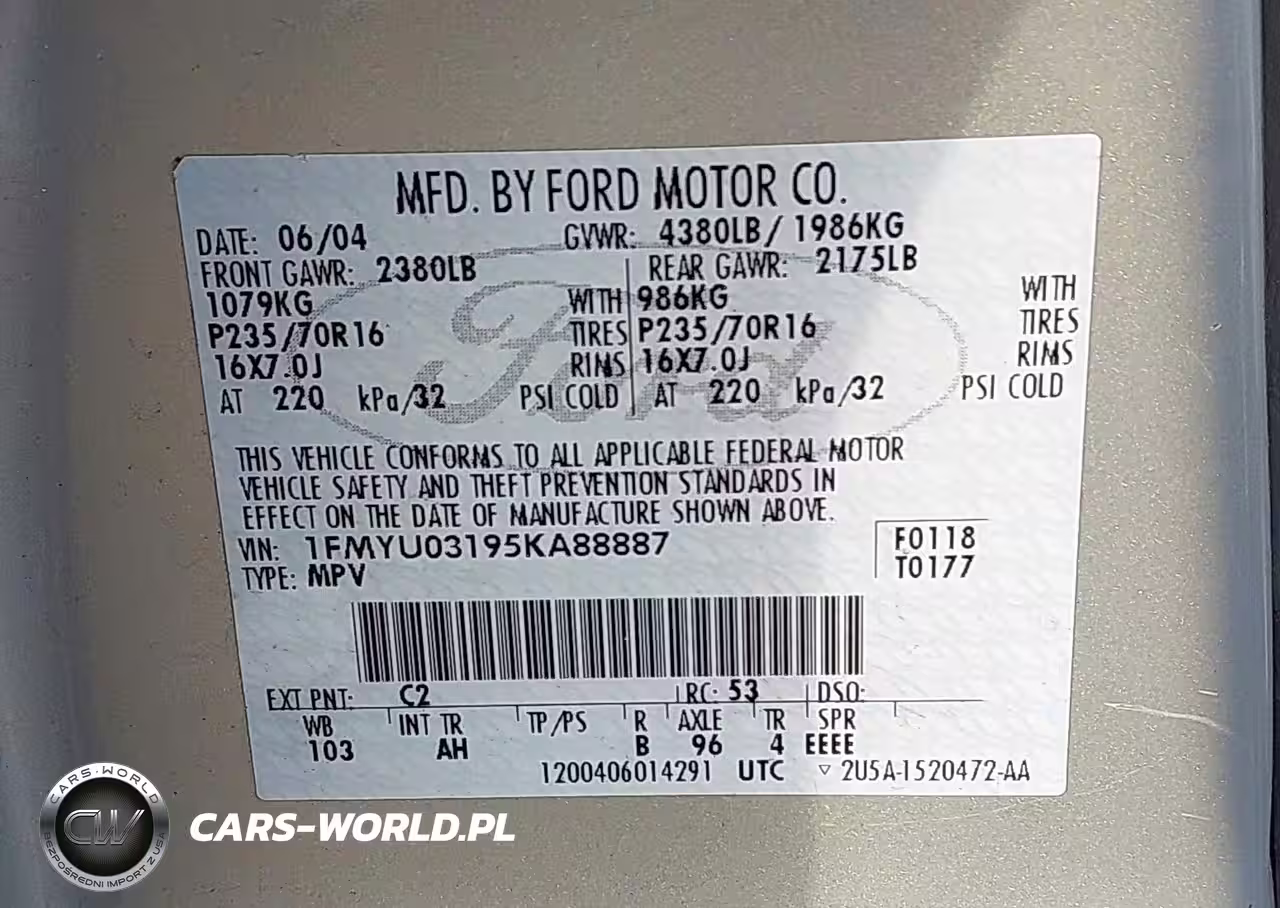 MFD. BY FORD MOTOR CO.
DATE: 06/04 GVWR: 4380LB/ 1986KG
FRONT GAWR: 2380LB REAR GAWR: 2175LB
1079KG WITH 986KG WITH
P235/70R16 TIRES P235/70R16 TIRES
16X7.0J RIMS 16X7.0J RIMS
AT 220 kPa/32 PSI COLD AT 220 kPa/32 PSI COLD
Ford
THIS VEHICLE CONFORMS TO ALL APPLICABLE FEDERAL MOTOR
VEHICLE SAFETY AND THEFT PREVENTION STANDARDS IN
EFFECT ON THE DATE OF MANUFACTURE SHOWN ABOVE.
VIN: 1FMYU03195KA88887 F0118
TYPE: MPV T0177
EXT PNT: C2 RC: 53 DSO:
WB INT TR TP/PS R AXLE TR SPR
103 AH B 96 4 EEEE
1200406014291 UTC ▽ 2U5A-1520472-AA
CARS-WORLD
CW
BEZPOŚREDNI IMPORT Z USA
CARS-WORLD.PL